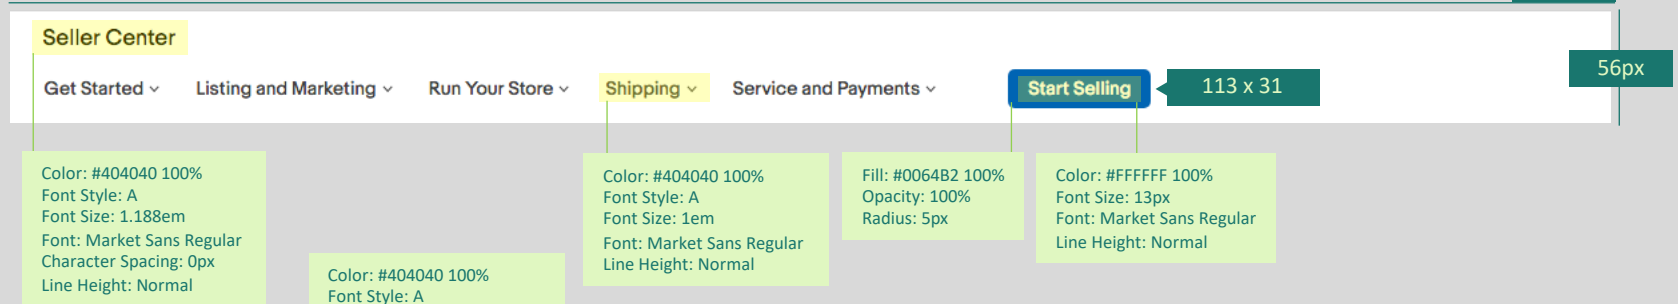 Seller Center
56px
Get Started Listing and Marketing Run Your Store Shipping Service and Payments Start Selling 113 x 31
Color: #404040 100%
Font Style: A
Font Size: 1.188em
Font: Market Sans Regular
Character Spacing: 0px
Line Height: Normal
Color: #404040 100%
Font Style: A
Color: #404040 100%
Font Style: A
Font Size: 1em
Font: Market Sans Regular
Line Height: Normal
Fill: #0064B2 100%
Opacity: 100%
Radius: 5px
Color: #FFFFFF 100%
Font Size: 13px
Font: Market Sans Regular
Line Height: Normal